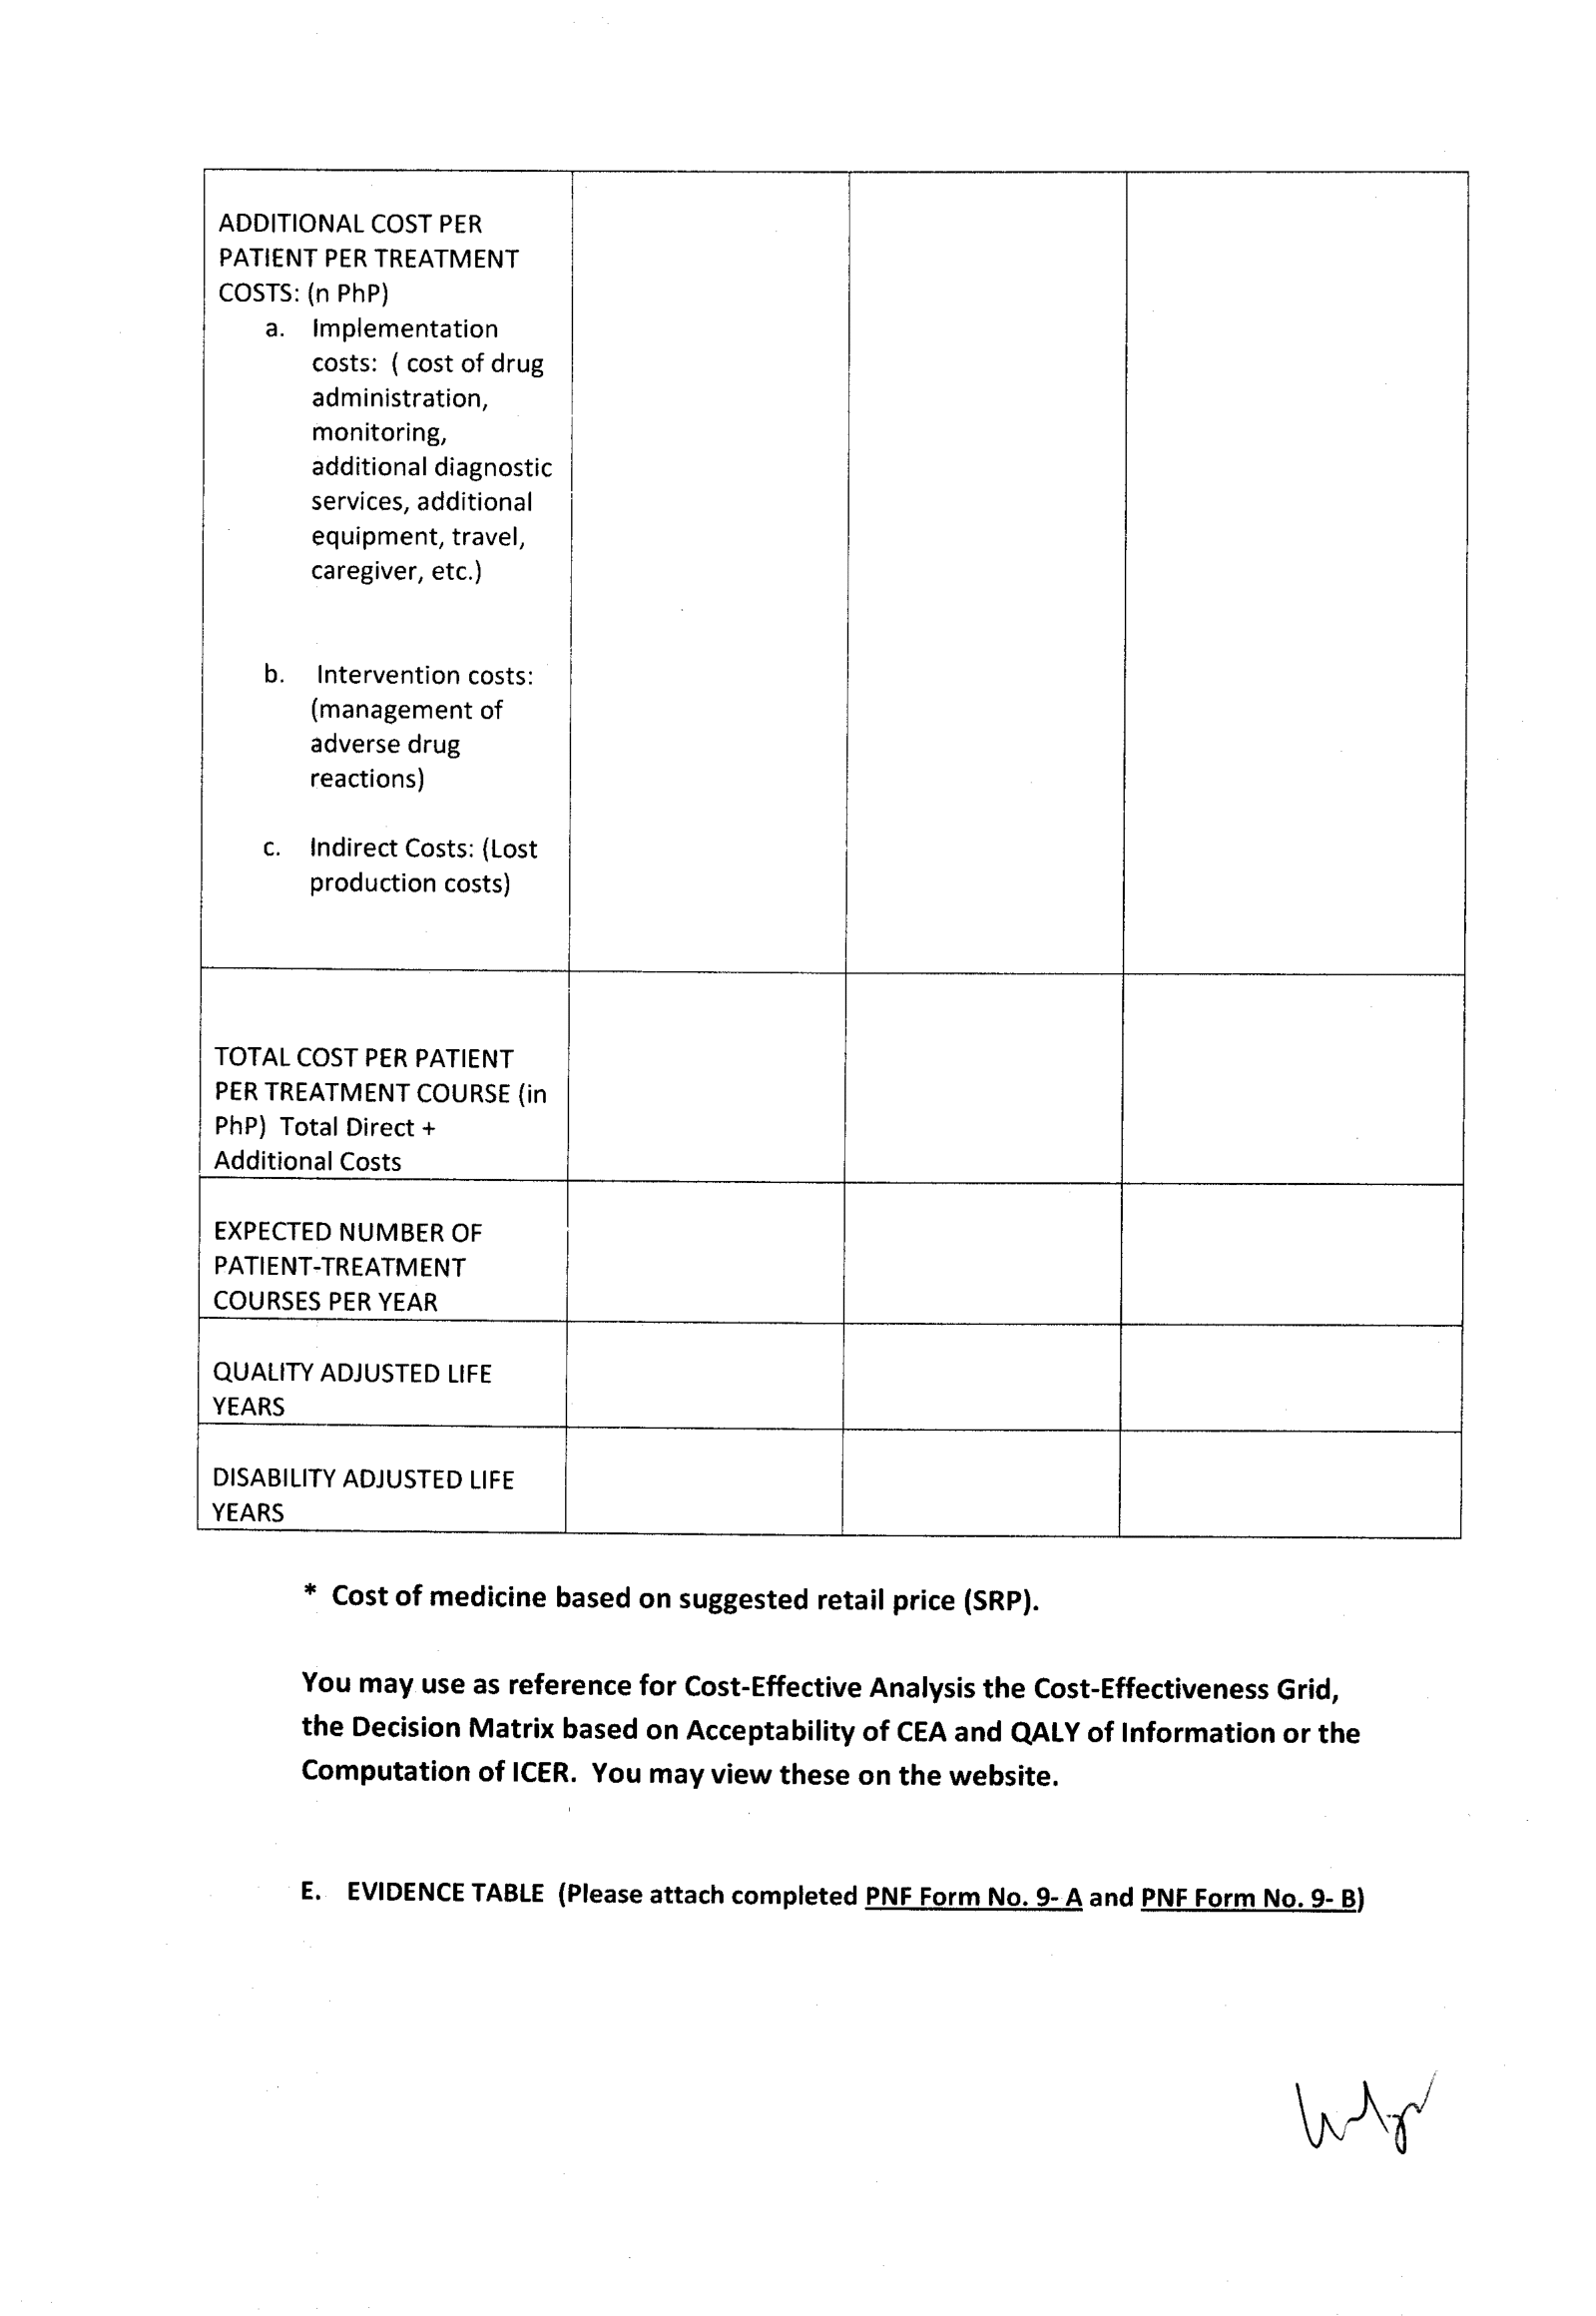 ADDITIONAL COST PER
PATIENT PER TREATMENT
COSTS: (n PhP)
a. Implementation
costs: ( cost of drug
administration,
monitoring,
additional diagnostic
services, additional
equipment, travel,
caregiver, etc.)
b. Intervention costs:
(management of
adverse drug
reactions)
c. Indirect Costs: (Lost
production costs)
TOTAL COST PER PATIENT
PER TREATMENT COURSE (in
PhP) Total Direct +
Additional Costs
EXPECTED NUMBER OF
PATIENT-TREATMENT
COURSES PER YEAR
QUALITY ADJUSTED LIFE
YEARS
DISABILITY ADJUSTED LIFE
YEARS
* Cost of medicine based on suggested retail price (SRP).
You may use as reference for Cost-Effective Analysis the Cost-Effectiveness Grid,
the Decision Matrix based on Acceptability of CEA and QALY of Information or the
Computation of ICER. You may view these on the website.
E. EVIDENCE TABLE (Please attach completed PNF Form No. 9- A and PNF Form No. 9- B)